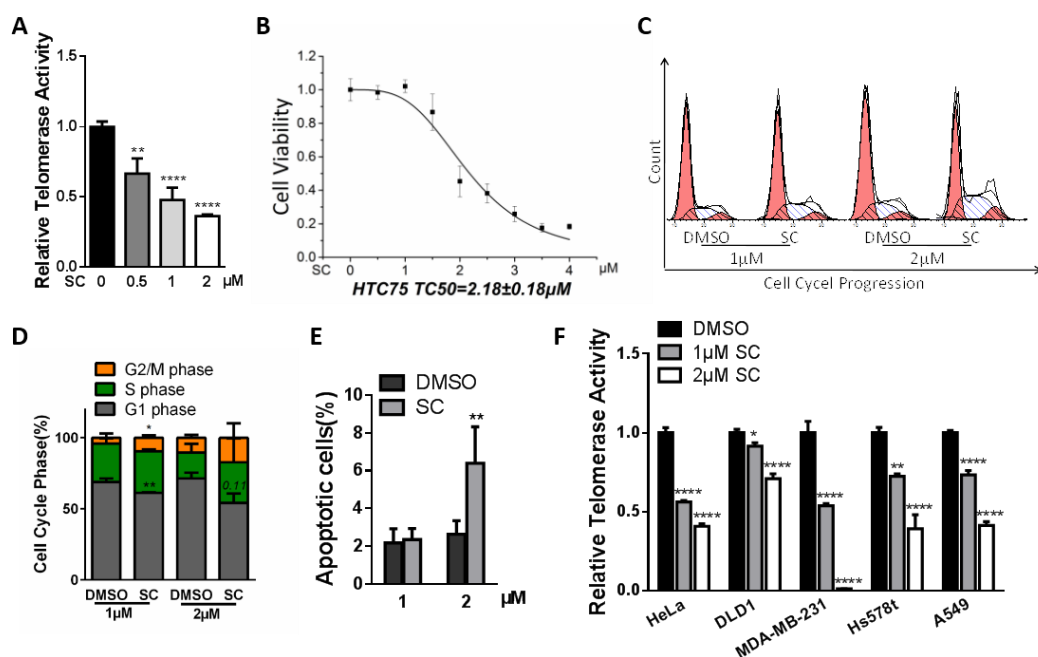 A
Relative Telomerase Activity
1.5
1.0
0.5
0.0
**
****
****
SC
0 0.5 1 2 μM
B
Cell Viability
1.2
1.0
0.8
0.6
0.4
0.2
0.0
SC 0 1 2 3 4 μM
HTC75 TC50=2.18±0.18μM
C
Count
DMSO SC DMSO SC
1μM 2μM
Cell Cycel Progression
D
G2/M phase
S phase
G1 phase
Cell Cycle Phase(%)
100
50
0
*
**
0.11
DMSO SC DMSO SC
1μM 2μM
E
Apoptotic cells(%)
DMSO
SC
10
8
6
4
2
0
**
1 2 μM
F
DMSO
1μM SC
2μM SC
Relative Telomerase Activity
1.5
1.0
0.5
0.0
****
****
*
****
****
****
**
****
****
****
HeLa
DLD1
MDA-MB-231
Hs578t
A549